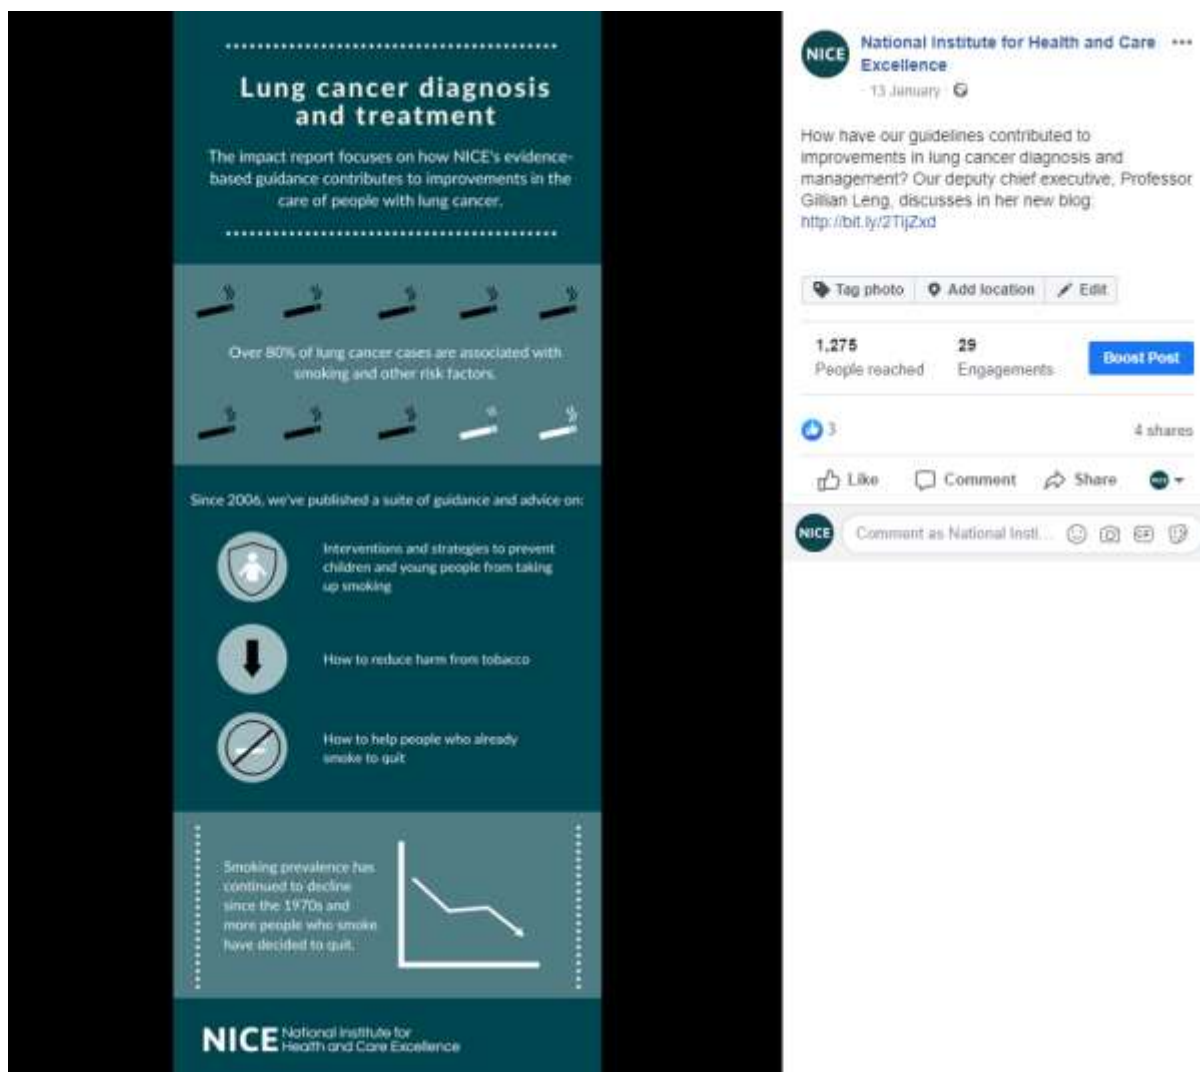 Lung cancer diagnosis
and treatment
The impact report focuses on how NICE's evidence-
based guidance contributes to improvements in the
care of people with lung cancer.
Over 80% of lung cancer cases are associated with
smoking and other risk factors.
Since 2006, we've published a suite of guidance and advice on:
Interventions and strategies to prevent
children and young people from taking
up smoking
How to reduce harm from tobacco
How to help people who already
smoke to quit
Smoking prevalence has
continued to decline
since the 1970s and
more people who smoke
have decided to quit.
NICE National Institute for
Health and Care Excellence
NICE
National Institute for Health and Care
Excellence
13 January
How have our guidelines contributed to
improvements in lung cancer diagnosis and
management? Our deputy chief executive, Professor
Gillian Leng, discusses in her new blog:
http://bit.ly/2TIjZxd
Tag photo Add location Edit
1,275 29
People reached Engagements Boost Post
3 4 shares
Like Comment Share
NICE Comment as National Insti...